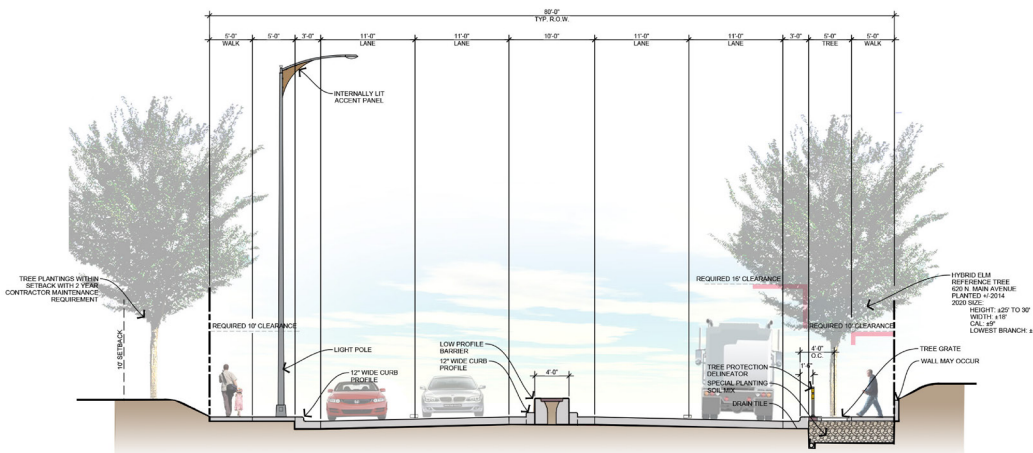 80'-0"
TYP. R.O.W.
5'-0"
WALK
5'-0"
3'-0"
11'-0"
LANE
11'-0"
LANE
10'-0"
11'-0"
LANE
11'-0"
LANE
3'-0"
5'-0"
TREE
5'-0"
WALK
INTERNALLY LIT
ACCENT PANEL
TREE PLANTINGS WITHIN
SETBACK WITH 2 YEAR
CONTRACTOR MAINTENANCE
REQUIREMENT
10' SETBACK
REQUIRED 10' CLEARANCE
LIGHT POLE
12" WIDE CURB
PROFILE
LOW PROFILE
BARRIER
12" WIDE CURB
PROFILE
4'-0"
REQUIRED 16' CLEARANCE
REQUIRED 10' CLEARANCE
4'-0"
O.C.
1'-6"
TREE PROTECTION
DELINEATOR
SPECIAL PLANTING
SOIL MIX
DRAIN TILE
HYBRID ELM
REFERENCE TREE
620 N. MAIN AVENUE
PLANTED +/-2014
2020 SIZE:
HEIGHT: ±25' TO 30'
WIDTH: ±18'
CAL: ±9"
LOWEST BRANCH: ±
TREE GRATE
WALL MAY OCCUR